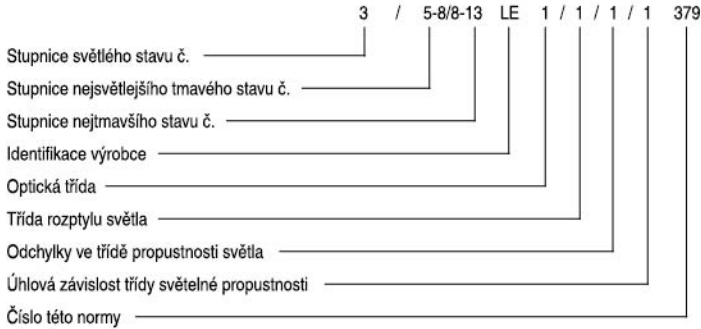 3 / 5-8/8-13 LE 1 / 1 / 1 / 1 379
Stupnice světlého stavu č.
Stupnice nejsvětlejšího tmavého stavu č.
Stupnice nejtmavšího stavu č.
Identifikace výrobce
Optická třída
Třída rozptylu světla
Odchylky ve třídě propustnosti světla
Úhlová závislost třídy světelné propustnosti
Číslo této normy